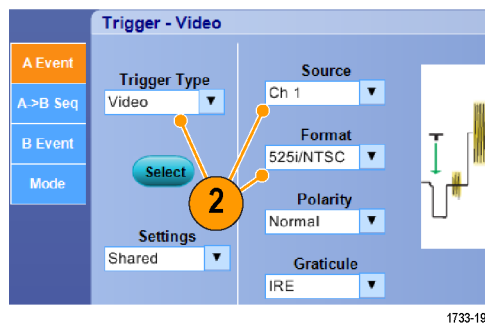 Trigger - Video
A Event
A->B Seq
B Event
Mode
Trigger Type
Video
Select
Settings
Shared
2
Source
Ch 1
Format
525i/NTSC
Polarity
Normal
Graticule
IRE
T
1733-19